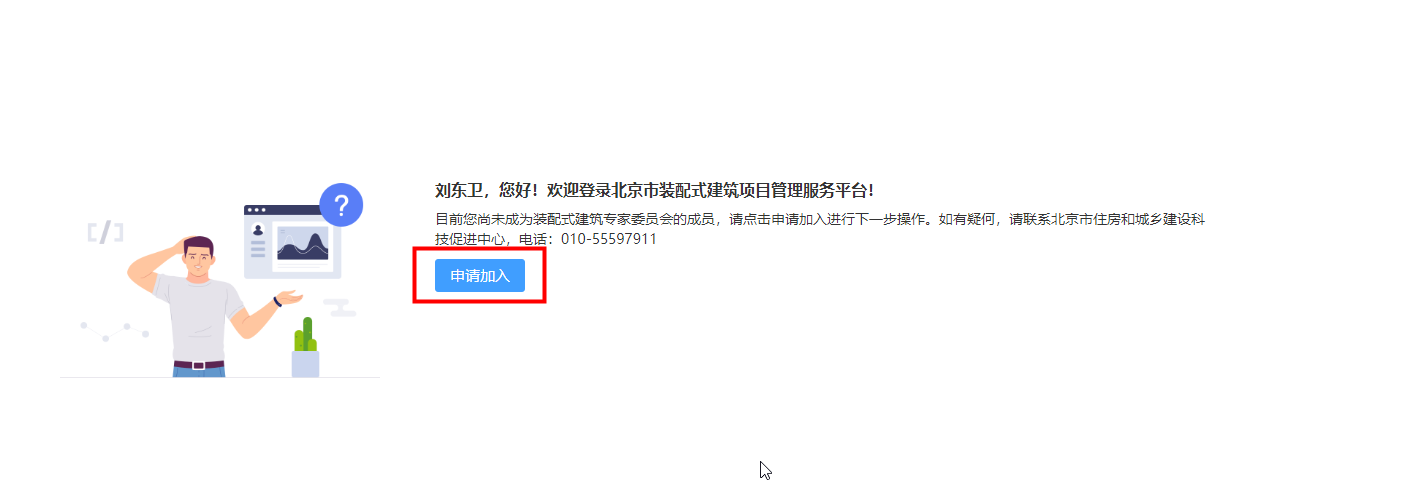 刘东卫，您好！欢迎登录北京市装配式建筑项目管理服务平台！
目前您尚未成为装配式建筑专家委员会的成员，请点击申请加入进行下一步操作。如有疑何，请联系北京市住房和城乡建设科
技促进中心，电话：010-55597911
申请加入